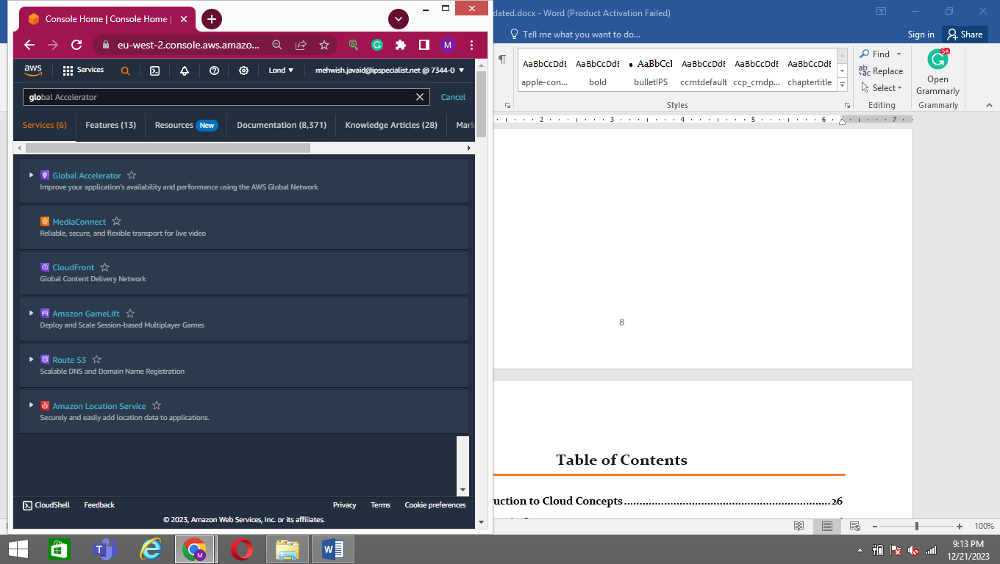 Console Home | Console Home |
eu-west-2.console.aws.amazo...
M
aws
Services
Lond
mehwish.javaid@ipspecialist.net @ 7344-0
global Accelerator
Cancel
Services (6)
Features (13)
Resources New
Documentation (8,371)
Knowledge Articles (28)
Mark
Global Accelerator
Improve your application's availability and performance using the AWS Global Network
MediaConnect
Reliable, secure, and flexible transport for live video
CloudFront
Global Content Delivery Network
Amazon GameLift
Deploy and Scale Session-based Multiplayer Games
Route 53
Scalable DNS and Domain Name Registration
Amazon Location Service
Securely and easily add location data to applications.
CloudShell
Feedback
Privacy
Terms
Cookie preferences
© 2023, Amazon Web Services, Inc. or its affiliates.
dated.docx - Word (Product Activation Failed)
Tell me what you want to do...
Sign in
Share
AaBbCcDdE
apple-con...
AaBbCcDdE
bold
AaBbCcI
bulletIPS
AaBbCcDdE
ccmtdefault
AaBbCcDdE
ccp_cmdp...
AaBbCcDdE
chaptertitle
Styles
Find
Replace
Select
Editing
Open
Grammarly
Grammarly
2 3 4 5 6 7
8
Table of Contents
uction to Cloud Concepts 26
100%
9:13 PM
12/21/2023